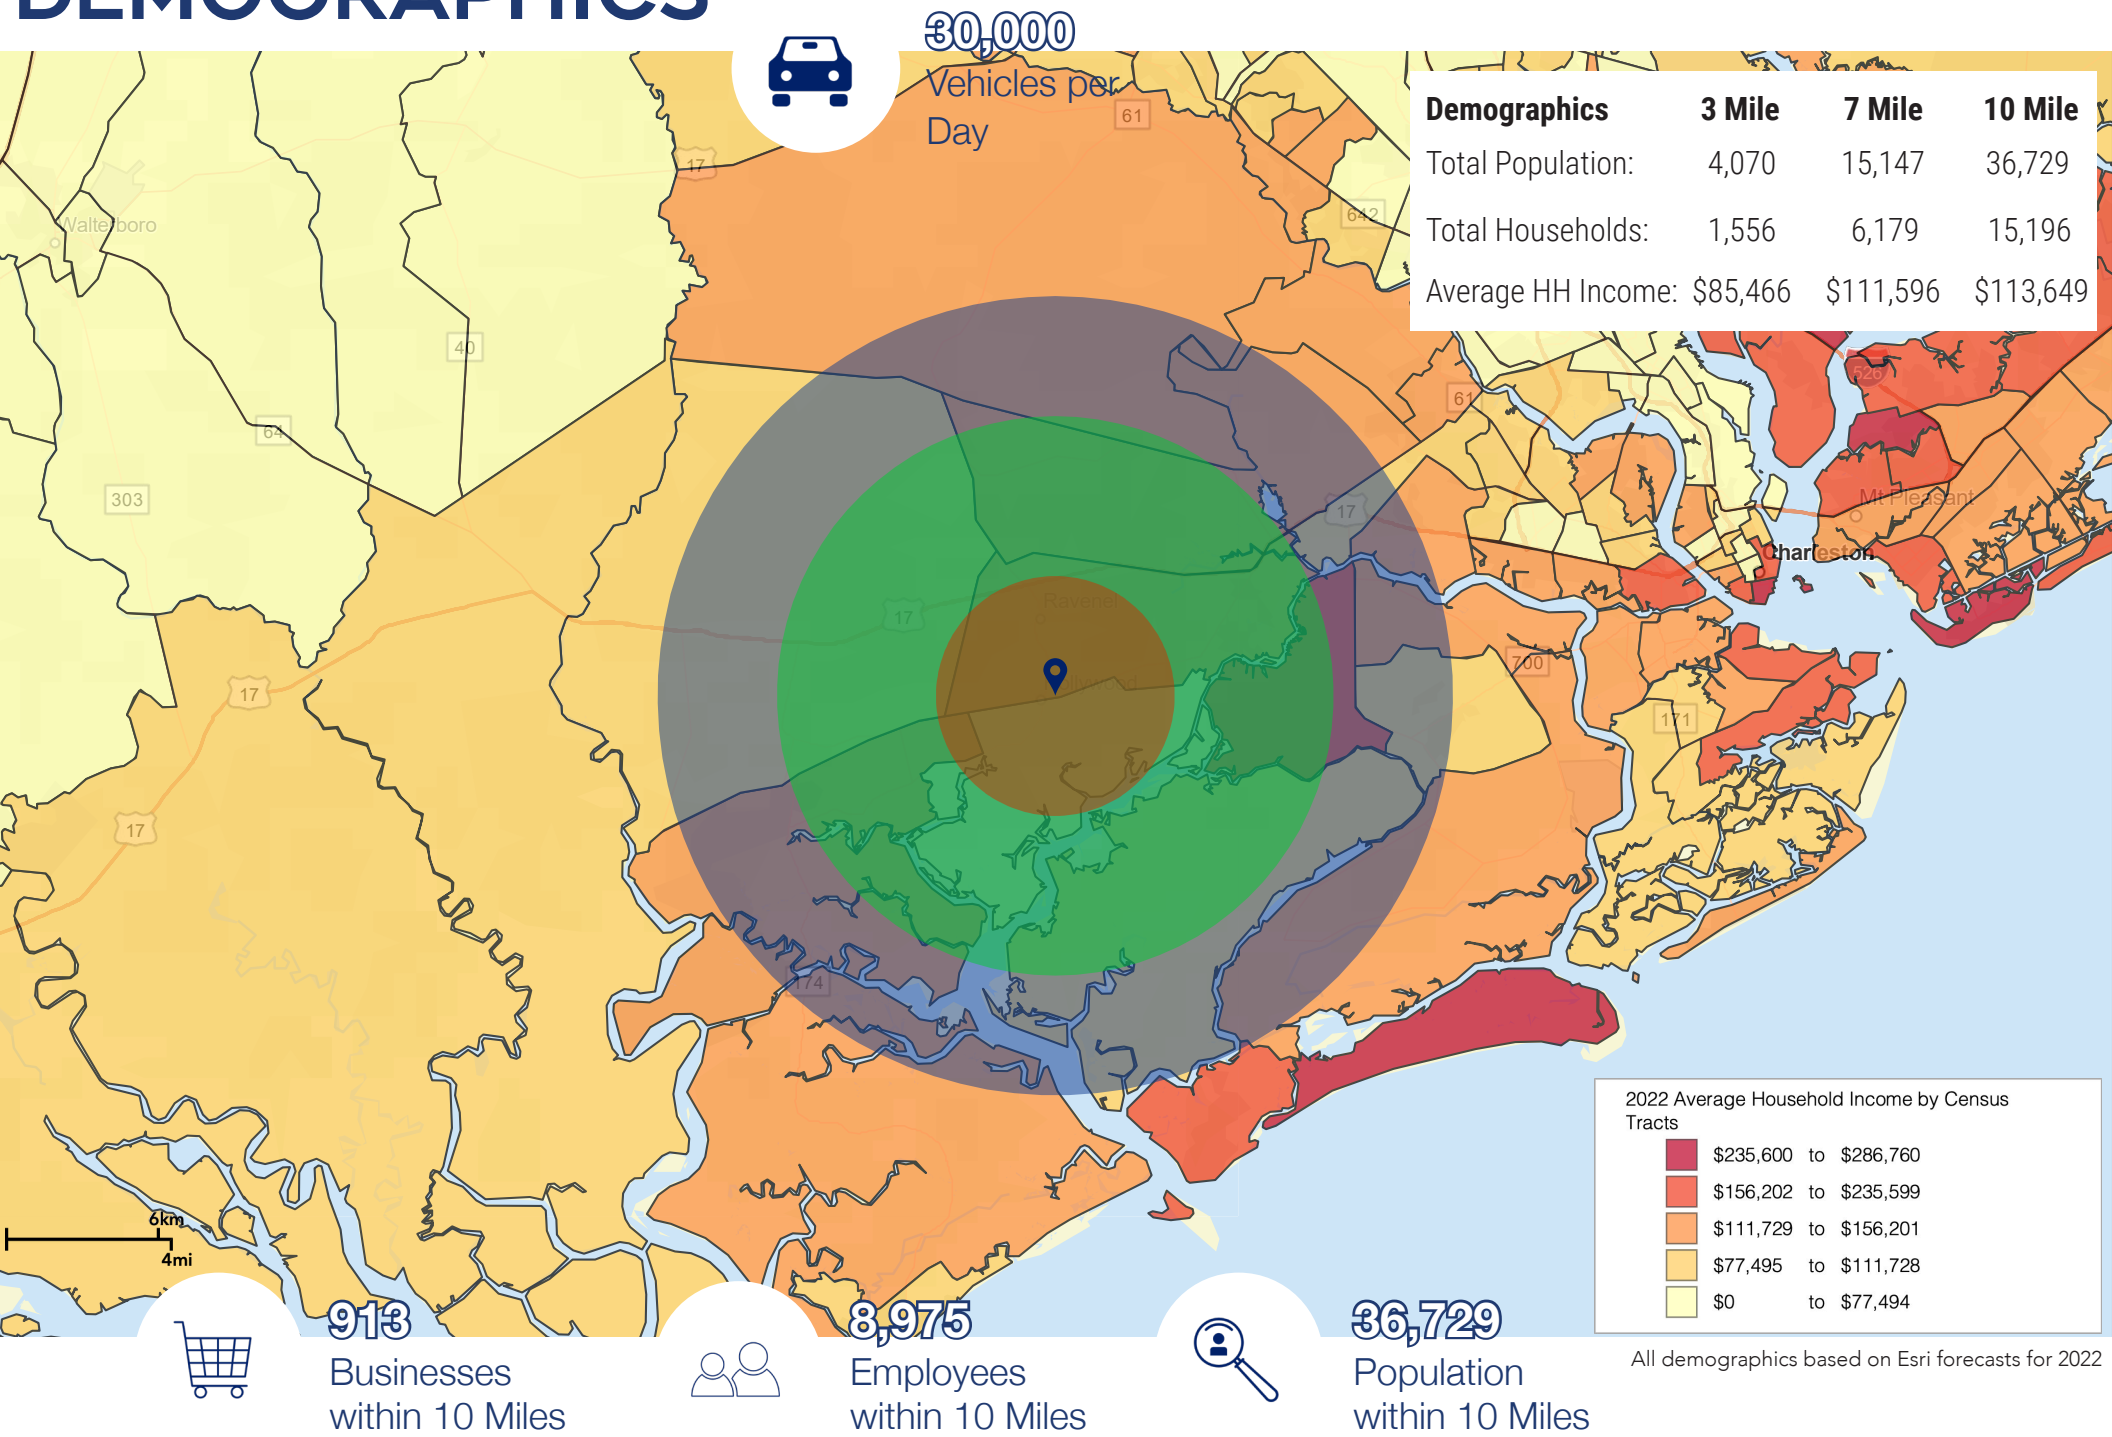 DEMOGRAPHICS
30,000
Vehicles per
Day
Demographics 3 Mile 7 Mile 10 Mile
Total Population: 4,070 15,147 36,729
Total Households: 1,556 6,179 15,196
Average HH Income: $85,466 $111,596 $113,649
61
17
642
Walterboro
40
61
526
64
303
17
Mt Pleasant
Charleston
Ravenel
17
Hollywood
700
17
171
17
174
2022 Average Household Income by Census
Tracts
$235,600 to $286,760
$156,202 to $235,599
$111,729 to $156,201
$77,495 to $111,728
$0 to $77,494
6km
4mi
913
Businesses
within 10 Miles
8,975
Employees
within 10 Miles
36,729
Population
within 10 Miles
All demographics based on Esri forecasts for 2022